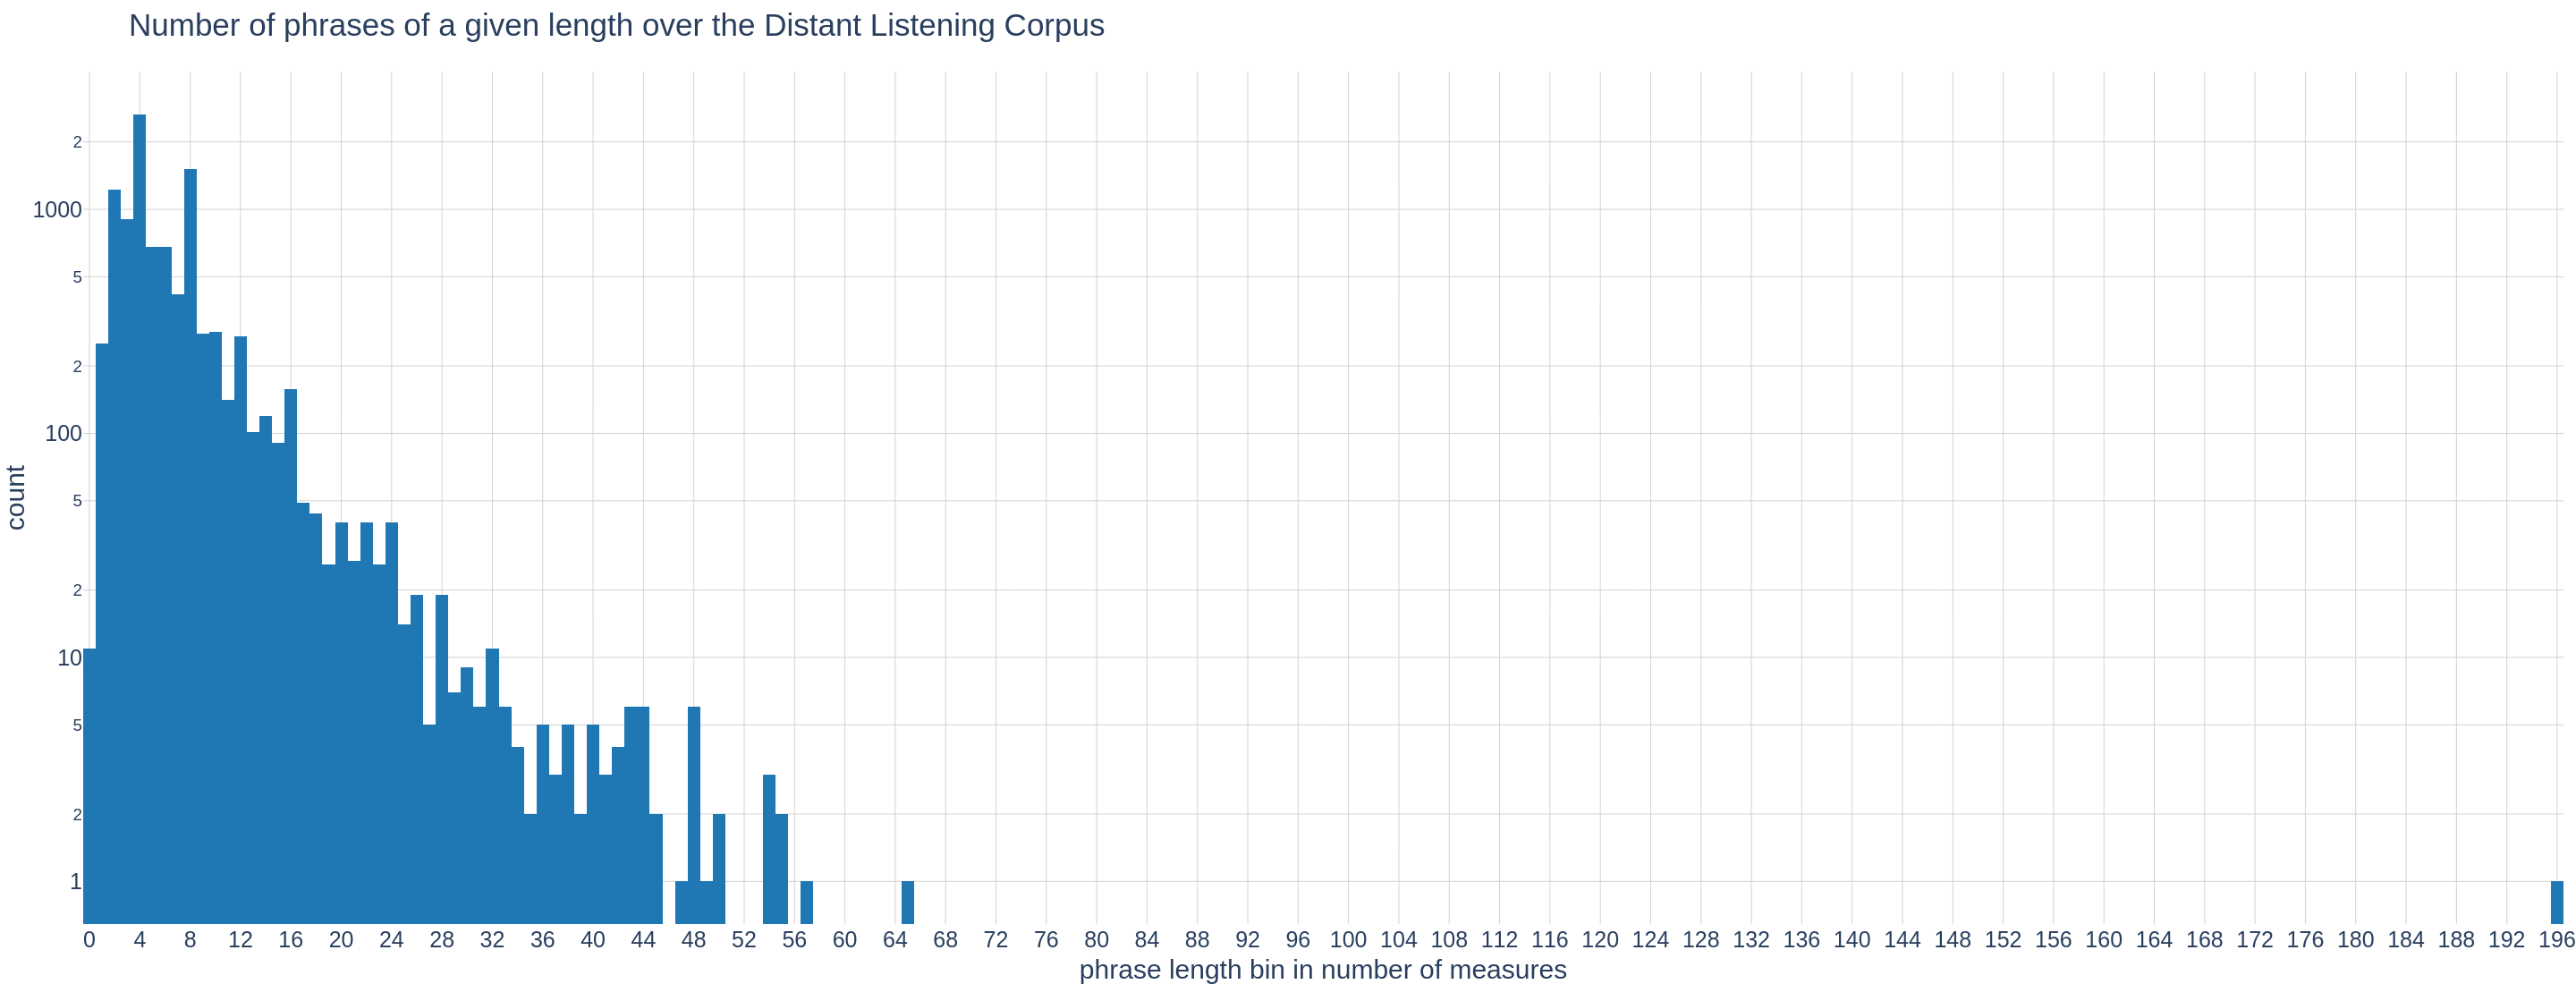 Number of phrases of a given length over the Distant Listening Corpus
2
1000
5
2
100
5
2
10
5
2
1
count
0 4 8 12 16 20 24 28 32 36 40 44 48 52 56 60 64 68 72 76 80 84 88 92 96 100 104 108 112 116 120 124 128 132 136 140 144 148 152 156 160 164 168 172 176 180 184 188 192 196
phrase length bin in number of measures